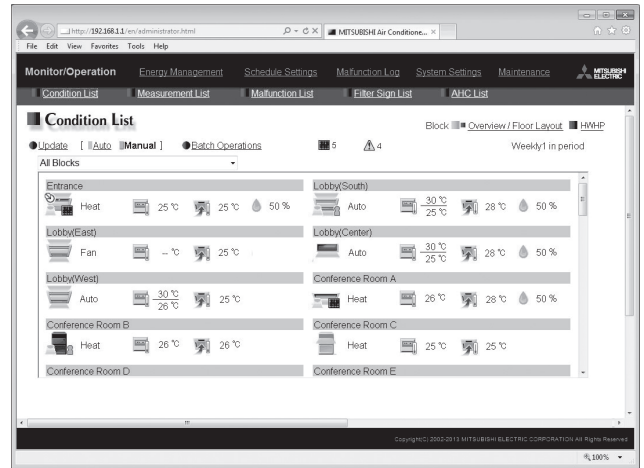 http://192.168.1.1/en/administrator.html
MITSUBISHI Air Conditione...
File Edit View Favorites Tools Help
Monitor/Operation Energy Management Schedule Settings Malfunction Log System Settings Maintenance MITSUBISHI ELECTRIC
Condition List Measurement List Malfunction List Filter Sign List AHC List
Condition List
Block Overview / Floor Layout HWHP
Update [ Auto Manual ] Batch Operations 5 4 Weekly1 in period
All Blocks
Entrance Lobby(South)
Heat 25 °C 25 °C 50 % Auto 30 °C 25 °C 28 °C 50 %
Lobby(East) Lobby(Center)
Fan -- °C 25 °C Auto 30 °C 25 °C 28 °C 50 %
Lobby(West) Conference Room A
Auto 30 °C 26 °C 25 °C Heat 26 °C 28 °C 50 %
Conference Room B Conference Room C
Heat 26 °C 26 °C Heat 25 °C 25 °C
Conference Room D Conference Room E
Copyright(C) 2002-2013 MITSUBISHI ELECTRIC CORPORATION All Rights Reserved
100%